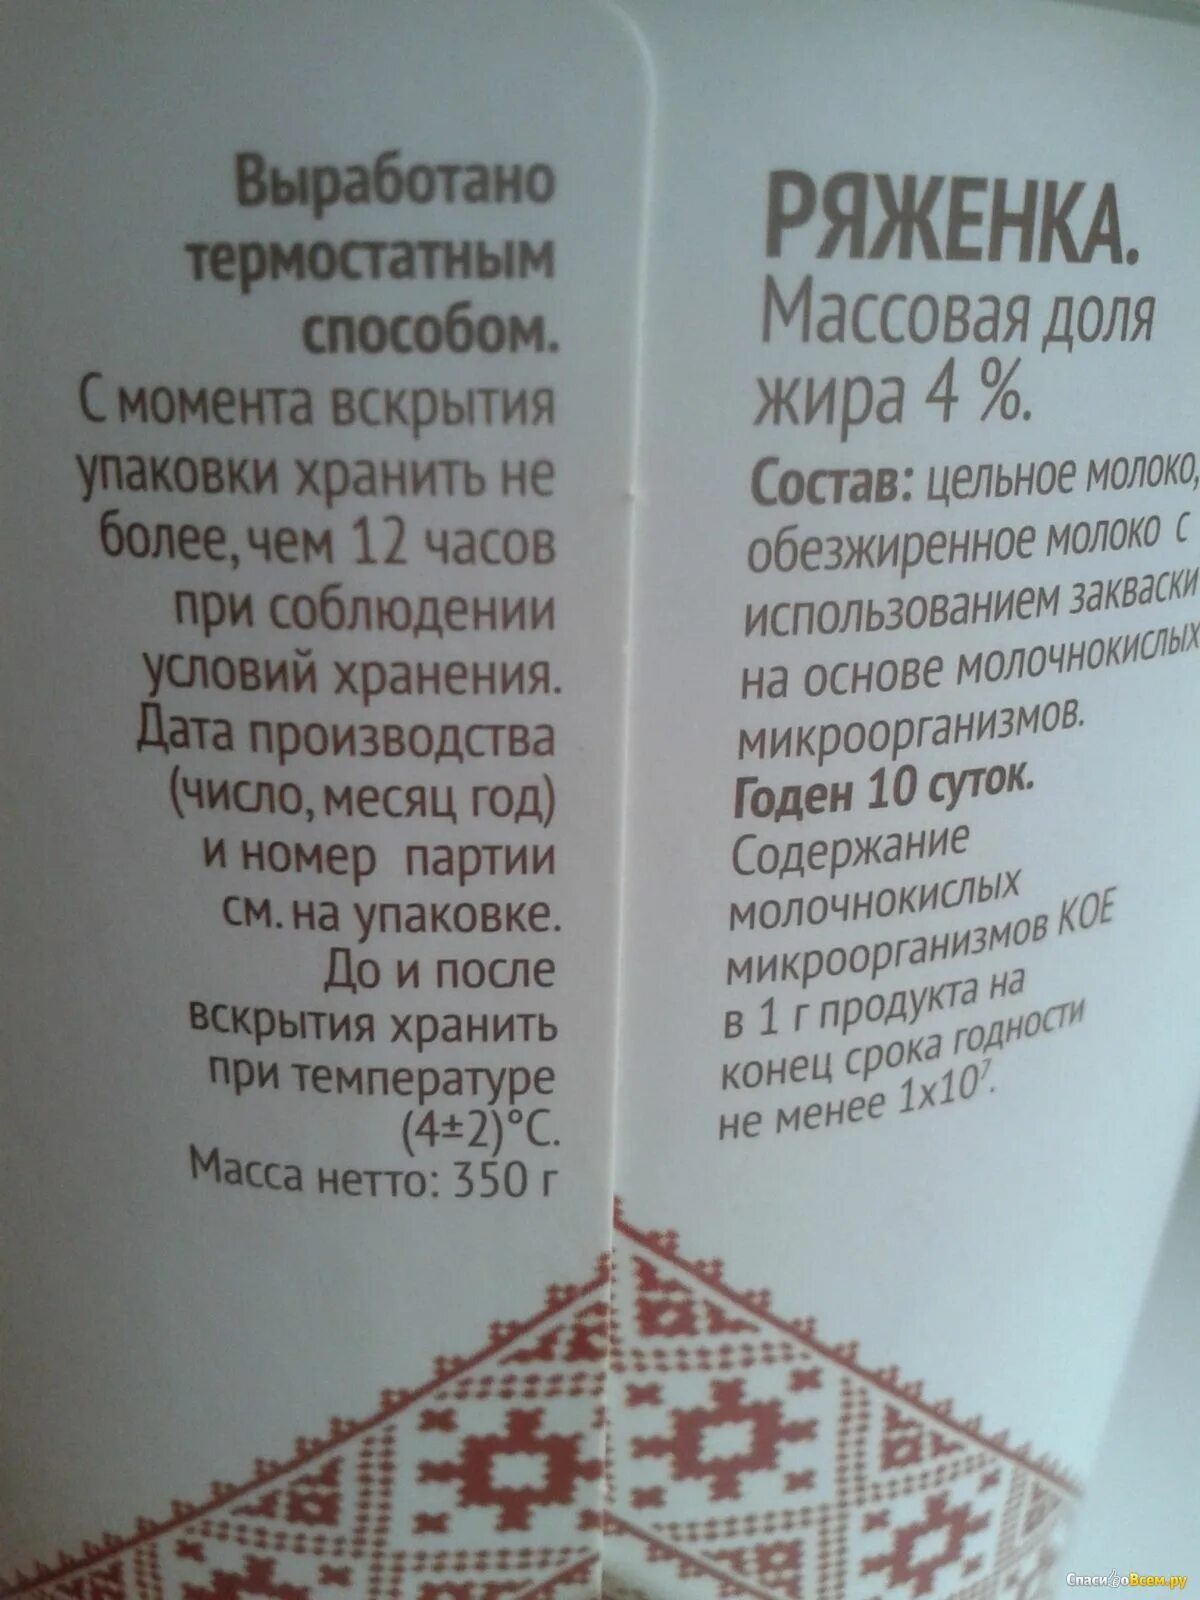 Выработано
термостатным
способом.
С момента вскрытия
упаковки хранить не
более, чем 12 часов
при соблюдении
условий хранения.
Дата производства
(число, месяц год)
и номер партии
см. на упаковке.
До и после
вскрытия хранить
при температуре
(4±2)°С.
Масса нетто: 350 г
РЯЖЕНКА.
Массовая доля
жира 4 %.
Состав: цельное молоко,
обезжиренное молоко с
использованием закваски
на основе молочнокислых
микроорганизмов.
Годен 10 суток.
Содержание
молочнокислых
микроорганизмов КОЕ
в 1 г продукта на
конец срока годности
не менее 1х10⁷.
СпасибоВсем.ру